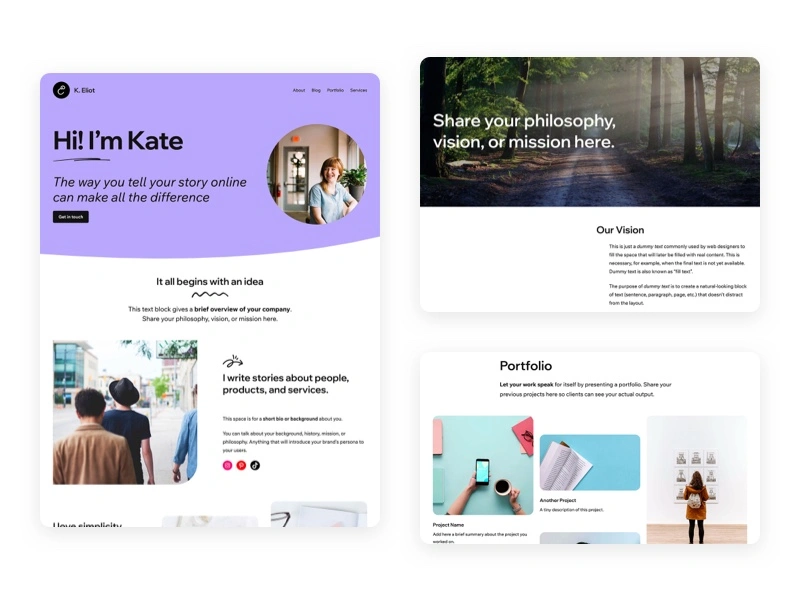 K. Eliot
About Blog Portfolio Services
Hi! I'm Kate
The way you tell your story online
can make all the difference
Get in touch
It all begins with an idea
This text block gives a brief overview of your company.
Share your philosophy, vision, or mission here.
I write stories about people,
products, and services.
This space is for a short bio or background about you.
You can talk about your background, history, mission, or
philosophy. Anything that will introduce your brand's persona to
your users.
I love simplicity
Share your philosophy,
vision, or mission here.
Our Vision
This is just a dummy text commonly used by web designers to
fill the space that will later be filled with real content. This is
necessary, for example, when the final text is not yet available.
Dummy text is also known as "fill text".
The purpose of dummy text is to create a natural-looking block
of text (sentence, paragraph, page, etc.) that doesn't distract
from the layout.
Portfolio
Let your work speak for itself by presenting a portfolio. Share your
previous projects here so clients can see your actual output.
Project Name
Add here a brief summary about the project you
worked on.
Another Project
A tiny description of this project.